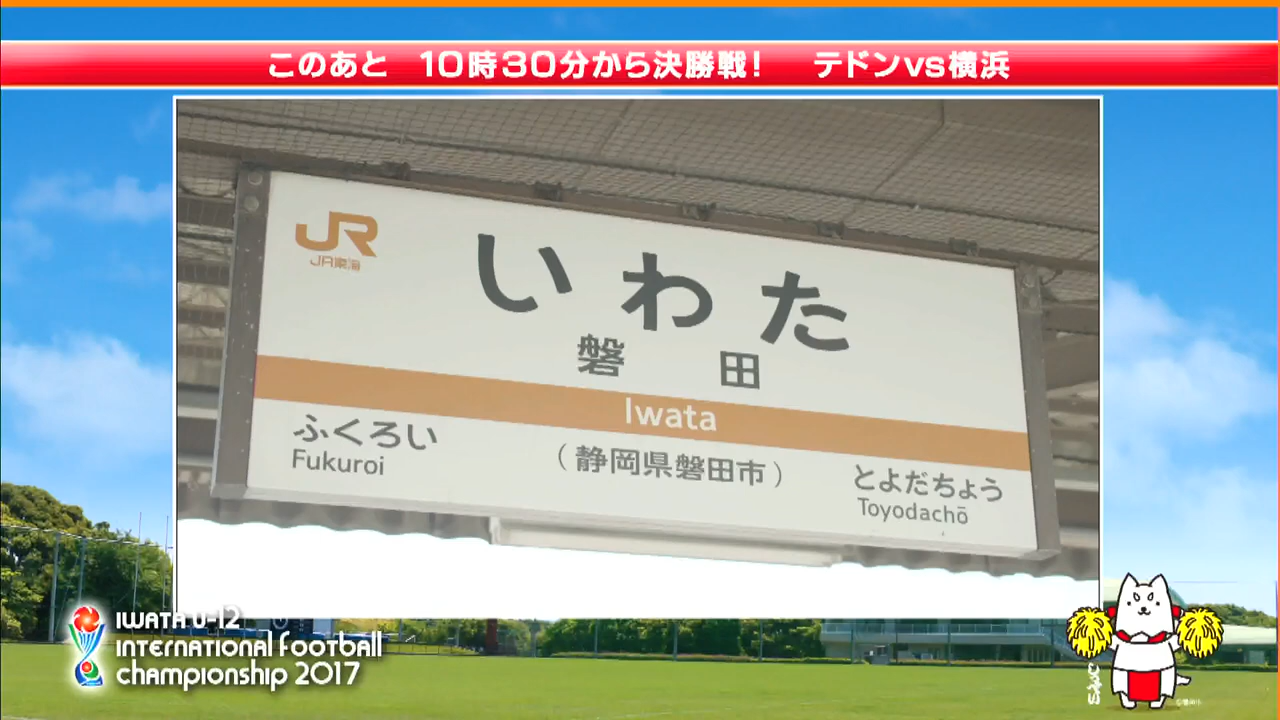 このあと 10時30分から決勝戦! テドンvs横浜
JR
JR東海
いわた
磐田
Iwata
ふくろい
Fukuroi
(静岡県磐田市)
とよだちょう
Toyodachō
IWATA U-12
INTERNATIONAL FOOTBALL
CHAMPIONSHIP 2017